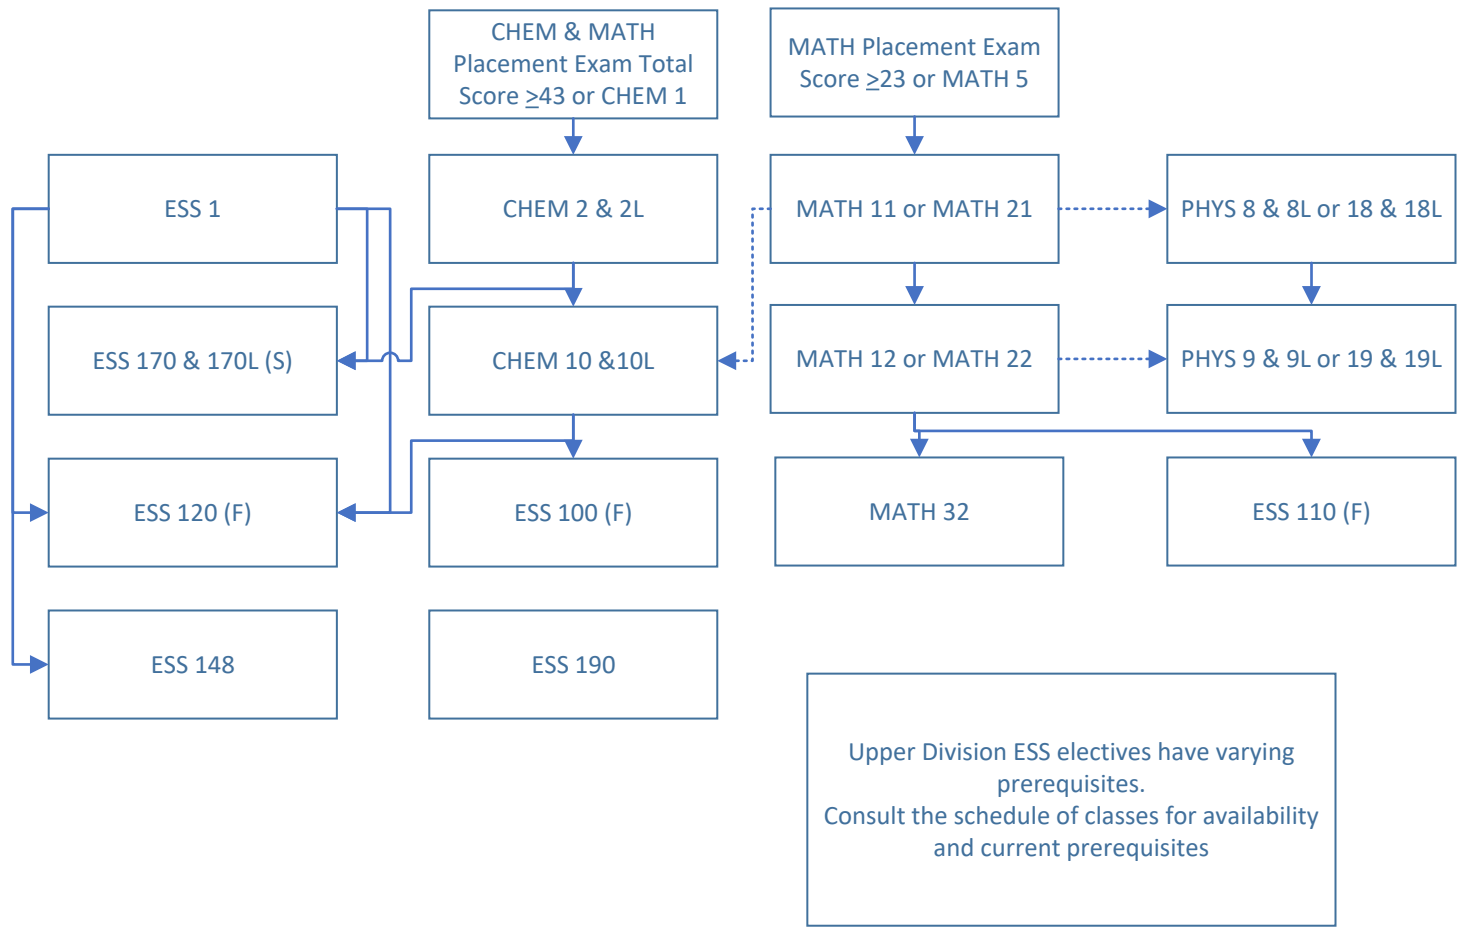 CHEM & MATH
Placement Exam Total
Score ≥43 or CHEM 1
MATH Placement Exam
Score ≥23 or MATH 5
ESS 1
CHEM 2 & 2L
MATH 11 or MATH 21
PHYS 8 & 8L or 18 & 18L
ESS 170 & 170L (S)
CHEM 10 &10L
MATH 12 or MATH 22
PHYS 9 & 9L or 19 & 19L
ESS 120 (F)
ESS 100 (F)
MATH 32
ESS 110 (F)
ESS 148
ESS 190
Upper Division ESS electives have varying
prerequisites.
Consult the schedule of classes for availability
and current prerequisites